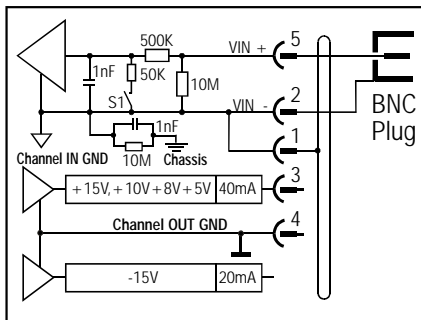 500K
VIN +
5
1nF
50K
10M
S1
VIN -
2
BNC
Plug
1nF
10M
Chassis
1
Channel IN GND
3
+15V,+10V+8V+5V
40mA
Channel OUT GND
4
-15V
20mA